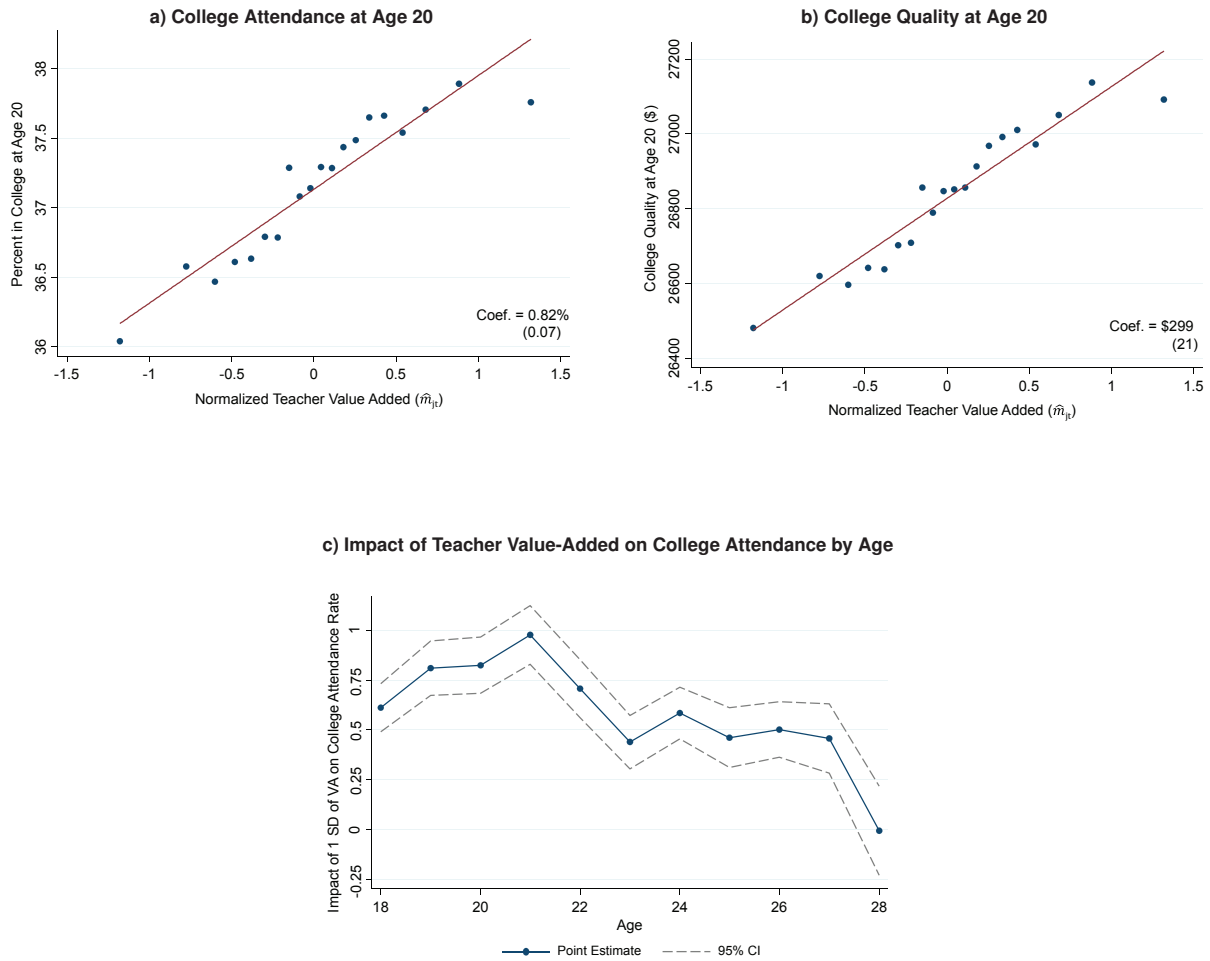 a) College Attendance at Age 20
Percent in College at Age 20
38
37.5
37
36.5
36
Coef. = 0.82%
(0.07)
-1.5 -1 -0.5 0 0.5 1 1.5
Normalized Teacher Value Added (m̂jt)
b) College Quality at Age 20
College Quality at Age 20 ($)
27200
27000
26800
26600
26400
Coef. = $299
(21)
-1.5 -1 -0.5 0 0.5 1 1.5
Normalized Teacher Value Added (m̂jt)
c) Impact of Teacher Value-Added on College Attendance by Age
Impact of 1 SD of VA on College Attendance Rate
1
0.75
0.5
0.25
0
-0.25
18 20 22 24 26 28
Age
Point Estimate 95% CI